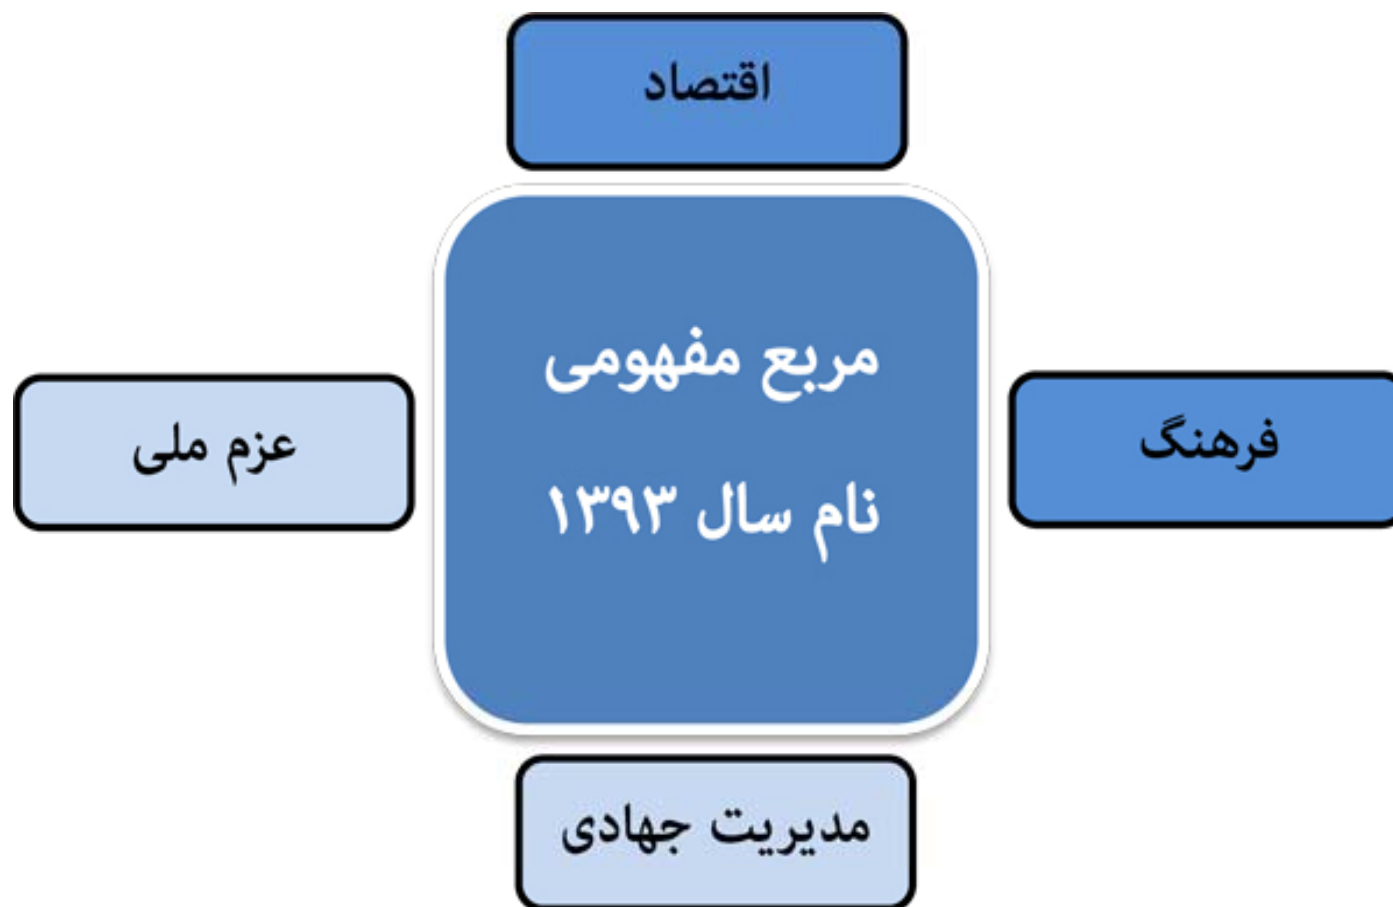 اقتصاد
مربع مفهومی
نام سال ۱۳۹۳
فرهنگ
عزم ملی
مدیریت جهادی